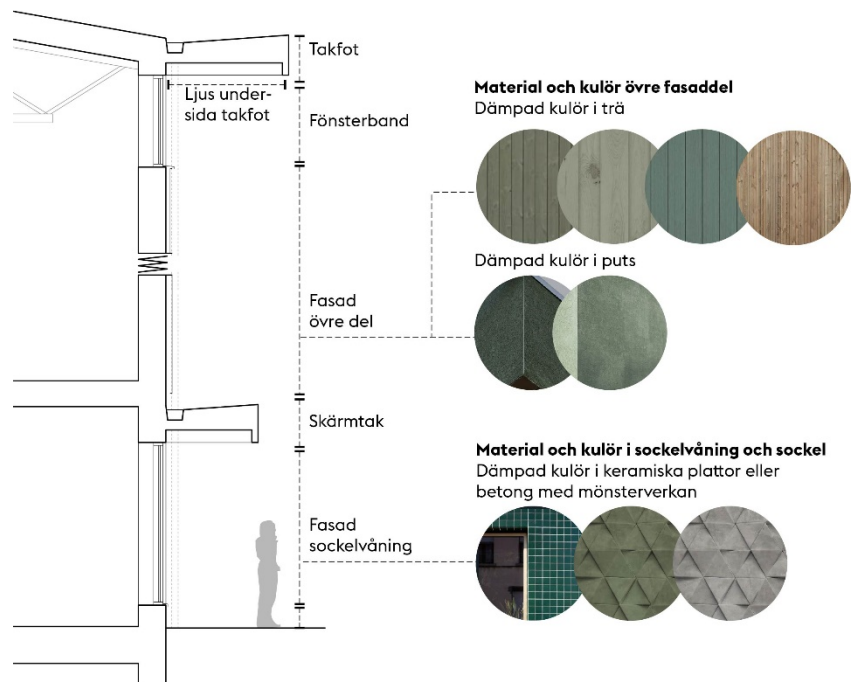 Takfot
Ljus under-
sida takfot
Fönsterband
Fasad
övre del
Skärmtak
Fasad
sockelvåning
Material och kulör övre fasaddel
Dämpad kulör i trä
Dämpad kulör i puts
Material och kulör i sockelvåning och sockel
Dämpad kulör i keramiska plattor eller
betong med mönsterverkan